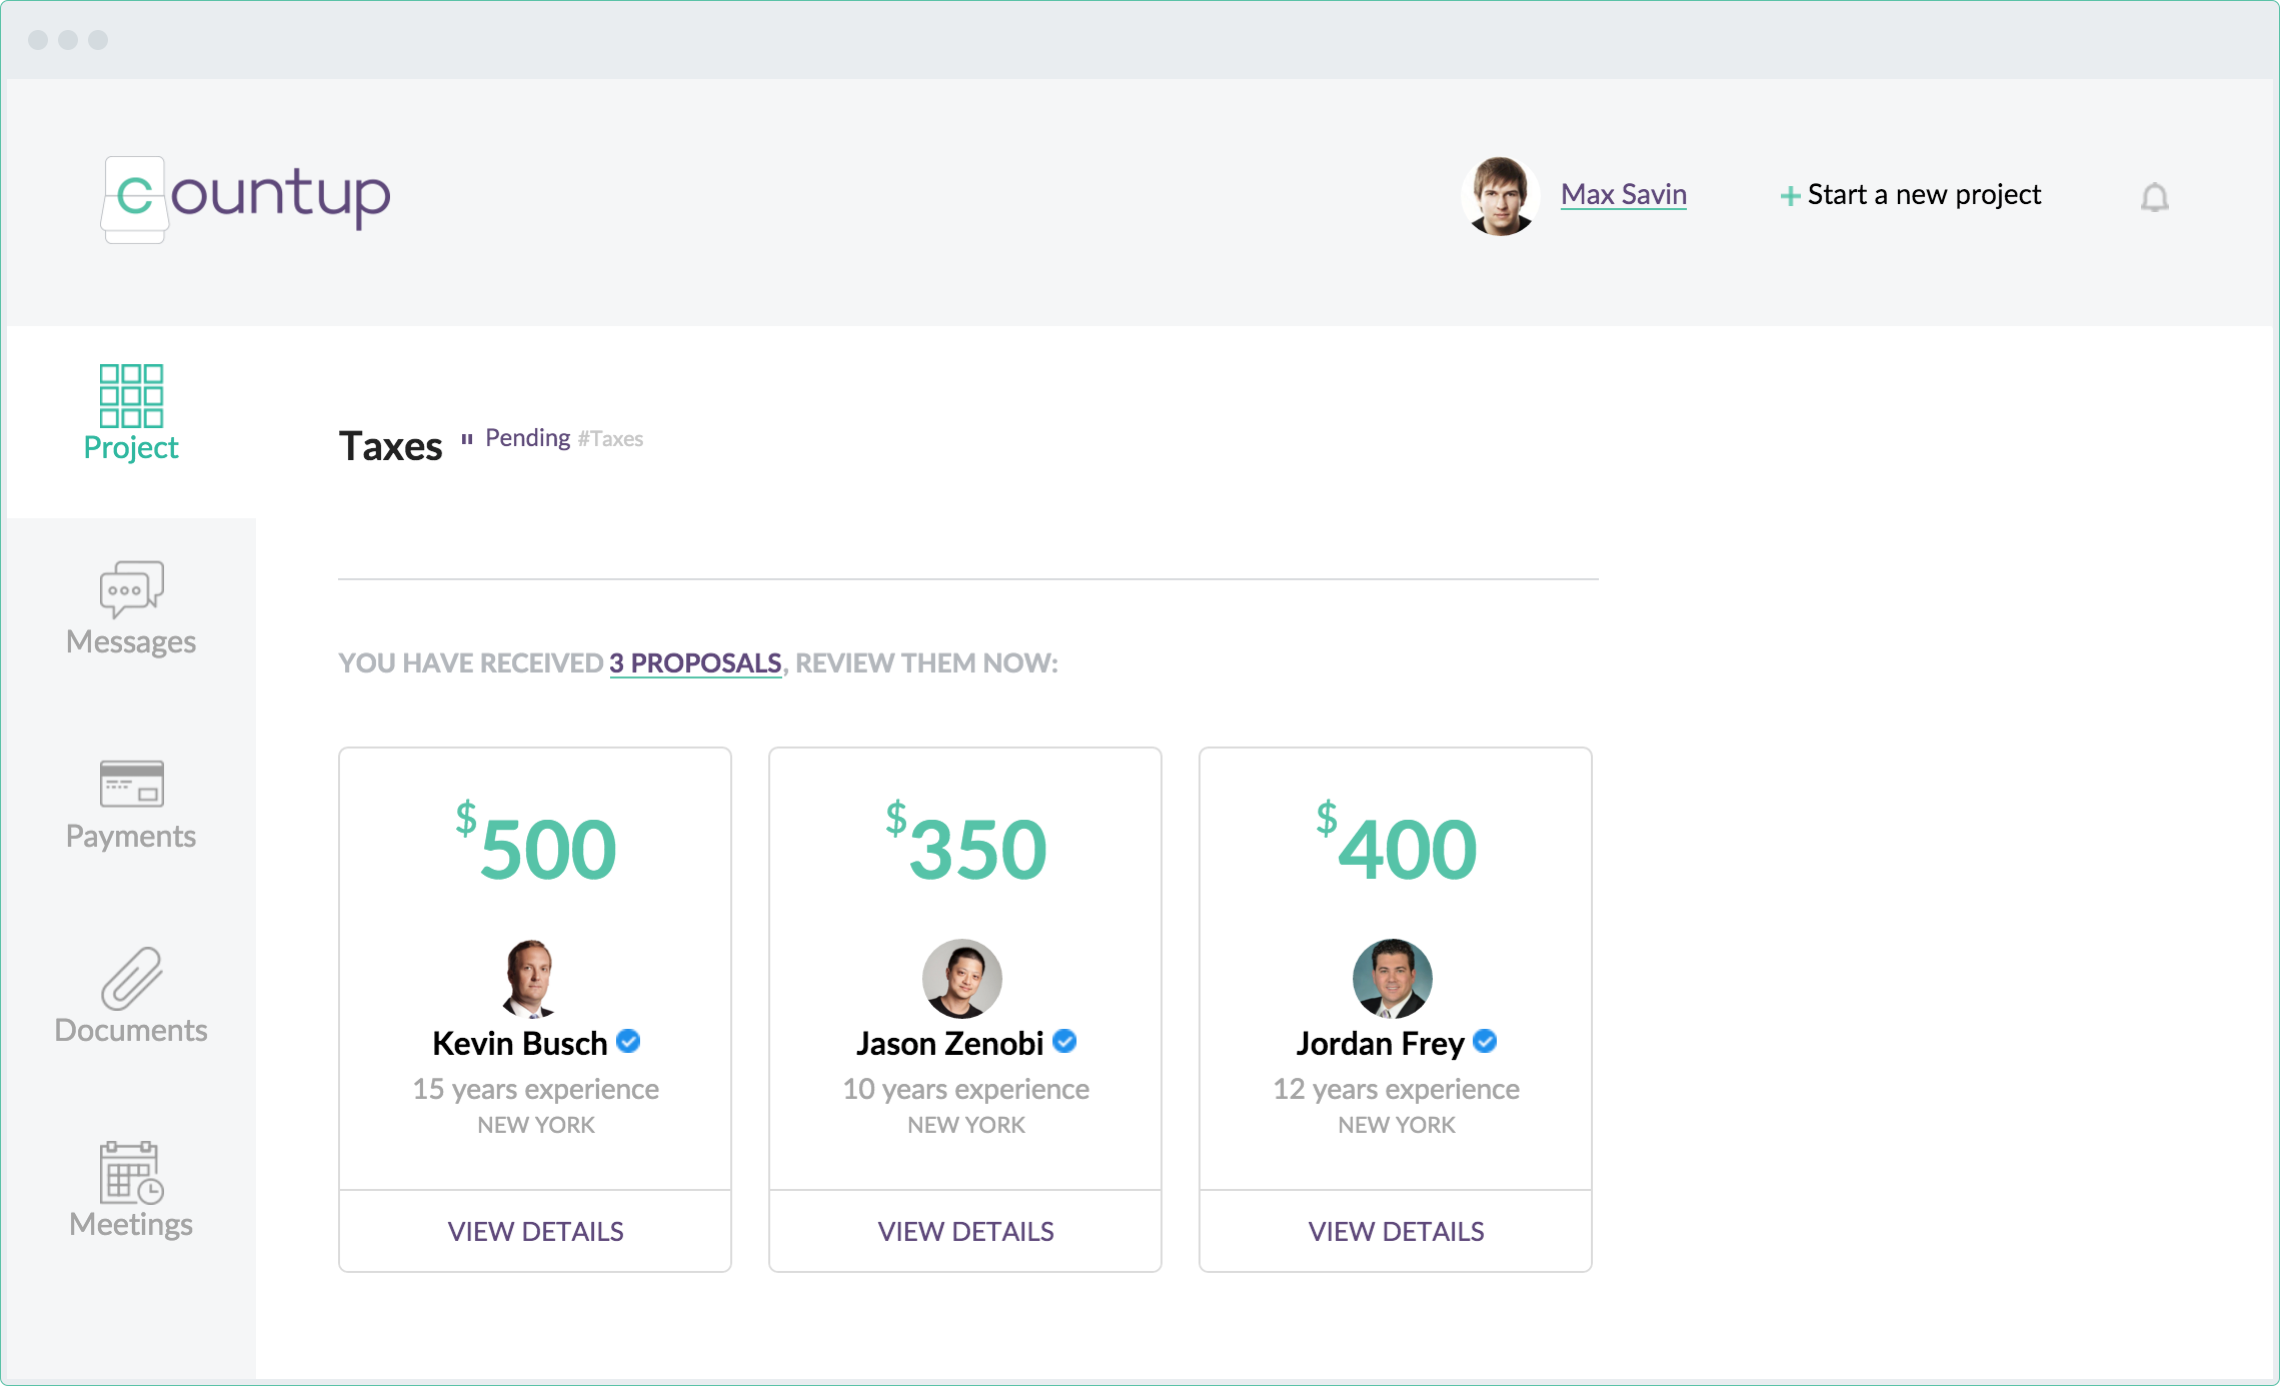 countup
Max Savin
+ Start a new project
Project
Taxes
Pending #Taxes
Messages
YOU HAVE RECEIVED 3 PROPOSALS, REVIEW THEM NOW:
Payments
$500
Kevin Busch
15 years experience
NEW YORK
VIEW DETAILS
$350
Jason Zenobi
10 years experience
NEW YORK
VIEW DETAILS
$400
Jordan Frey
12 years experience
NEW YORK
VIEW DETAILS
Documents
Meetings